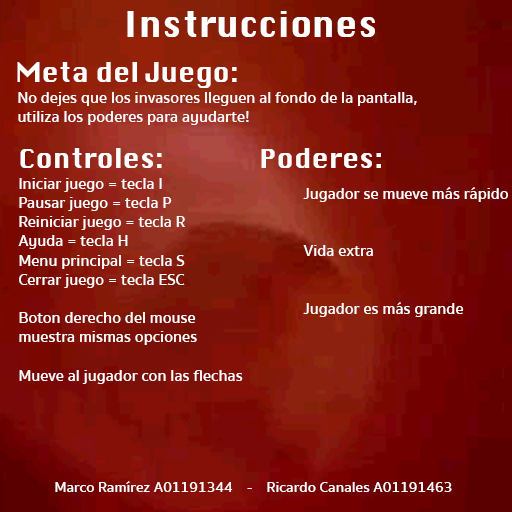 Instrucciones
Meta del Juego:
No dejes que los invasores lleguen al fondo de la pantalla,
utiliza los poderes para ayudarte!
Controles:
Iniciar juego = tecla I
Pausar juego = tecla P
Reiniciar juego = tecla R
Ayuda = tecla H
Menu principal = tecla S
Cerrar juego = tecla ESC
Boton derecho del mouse
muestra mismas opciones
Mueve al jugador con las flechas
Poderes:
Jugador se mueve más rápido
Vida extra
Jugador es más grande
Marco Ramírez A01191344 - Ricardo Canales A01191463